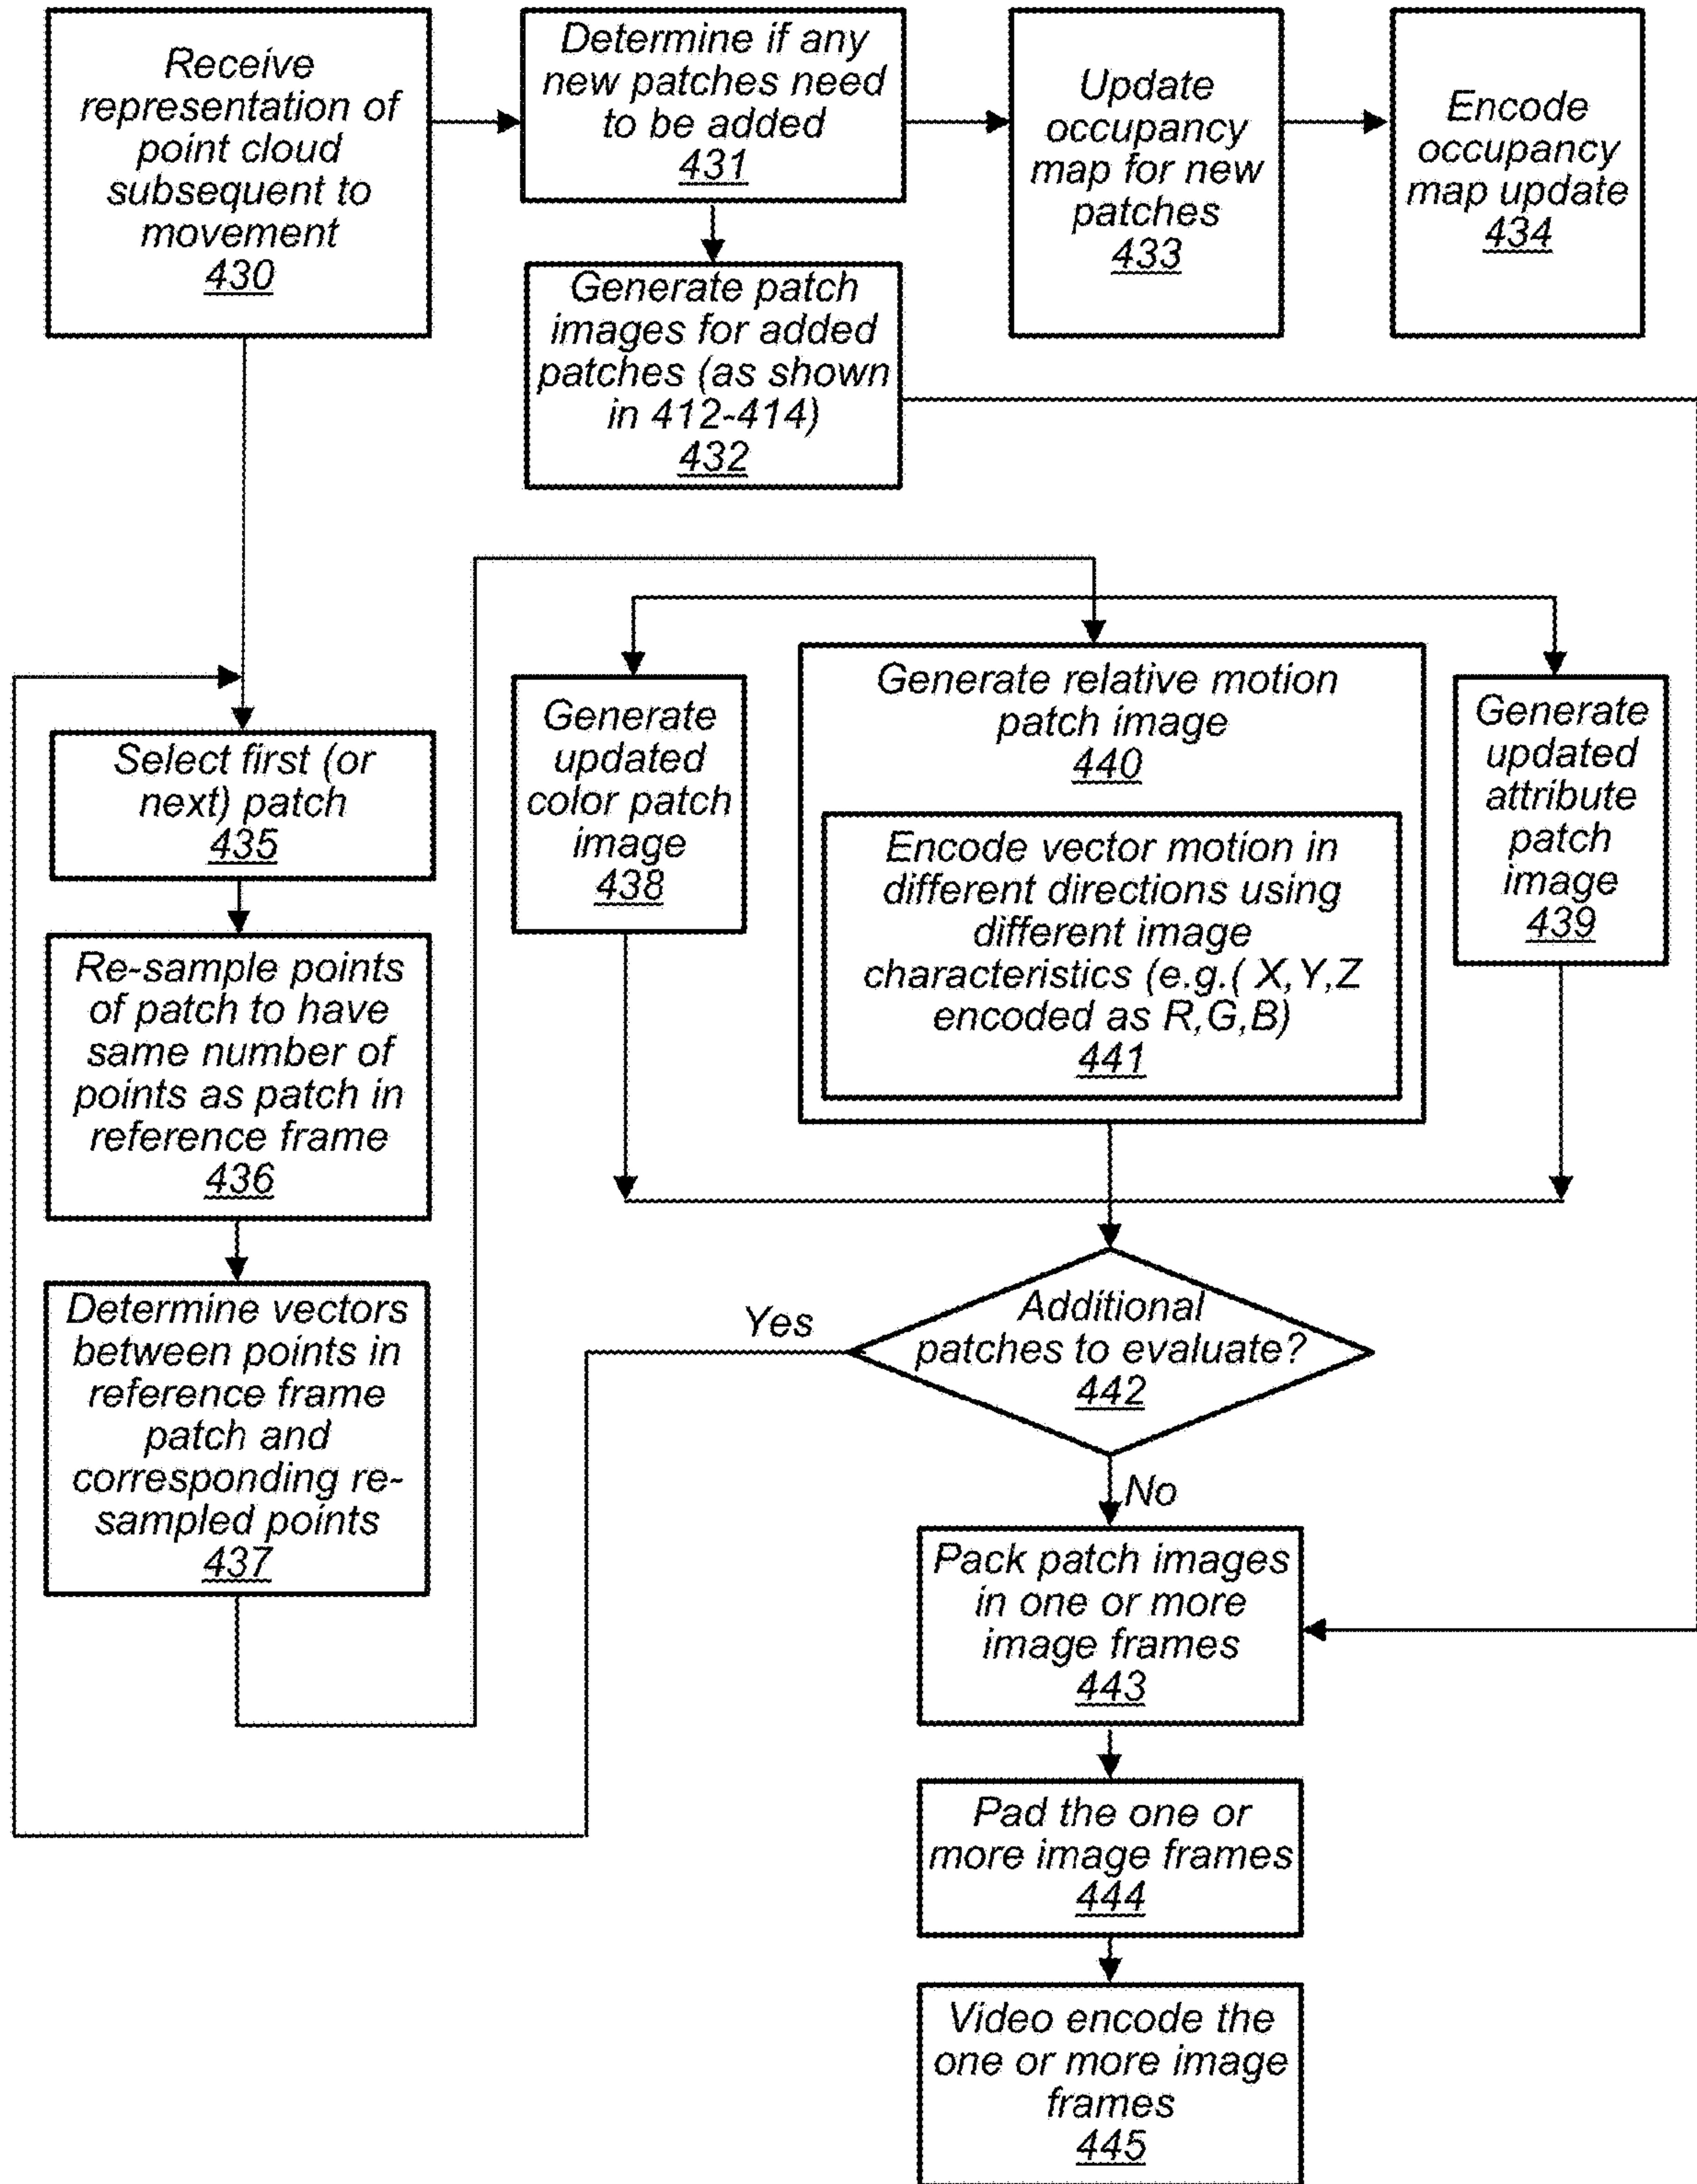 Receive
representation of
point cloud
subsequent to
movement
430
Determine if any
new patches need
to be added
431
Update
occupancy
map for new
patches
433
Encode
occupancy
map update
434
Generate patch
images for added
patches (as shown
in 412-414)
432
Select first (or
next) patch
435
Re-sample points
of patch to have
same number of
points as patch in
reference frame
436
Determine vectors
between points in
reference frame
patch and
corresponding re-
sampled points
437
Generate
updated
color patch
image
438
Generate relative motion
patch image
440
Encode vector motion in
different directions using
different image
characteristics (e.g.( X,Y,Z
encoded as R,G,B)
441
Generate
updated
attribute
patch
image
439
Additional
patches to evaluate?
442
Yes
No
Pack patch images
in one or more
image frames
443
Pad the one or
more image frames
444
Video encode the
one or more image
frames
445